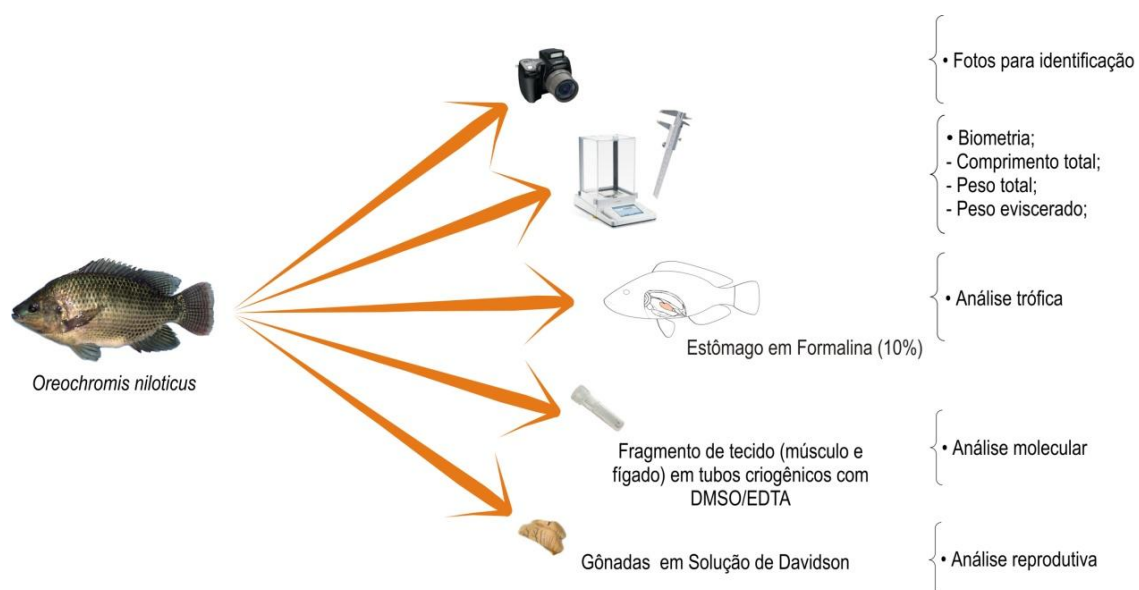 • Fotos para identificação
• Biometria;
- Comprimento total;
- Peso total;
- Peso eviscerado;
• Análise trófica
Estômago em Formalina (10%)
Oreochromis niloticus
Fragmento de tecido (músculo e
fígado) em tubos criogênicos com
DMSO/EDTA
• Análise molecular
Gônadas em Solução de Davidson
• Análise reprodutiva